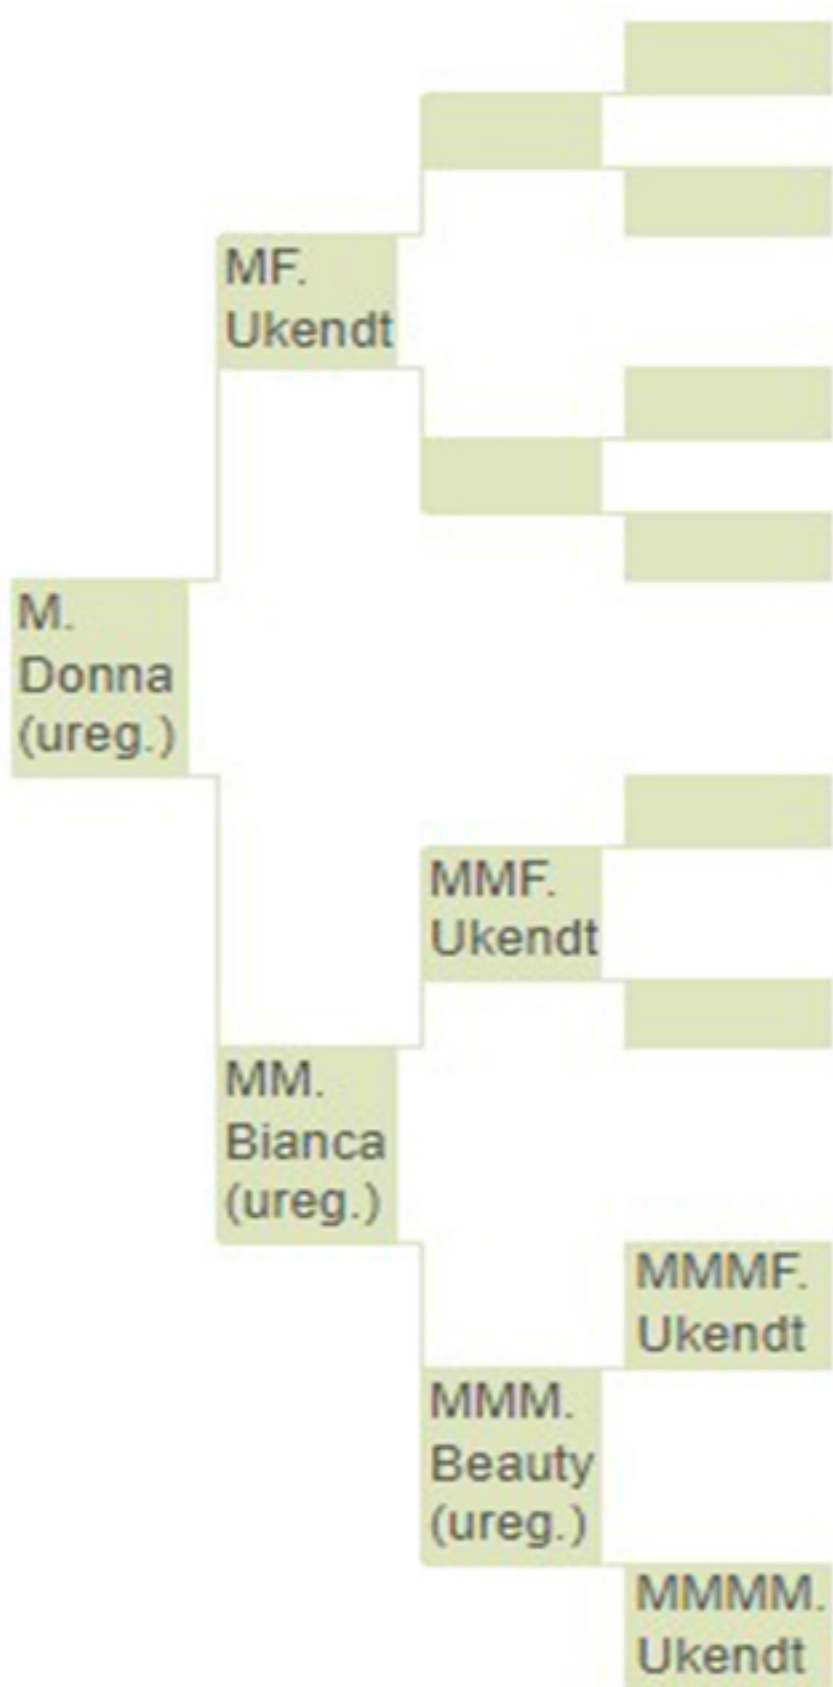 MF.
Ukendt
M.
Donna
(ureg.)
MMF.
Ukendt
MM.
Bianca
(ureg.)
MMMF.
Ukendt
MMM.
Beauty
(ureg.)
MMMM.
Ukendt